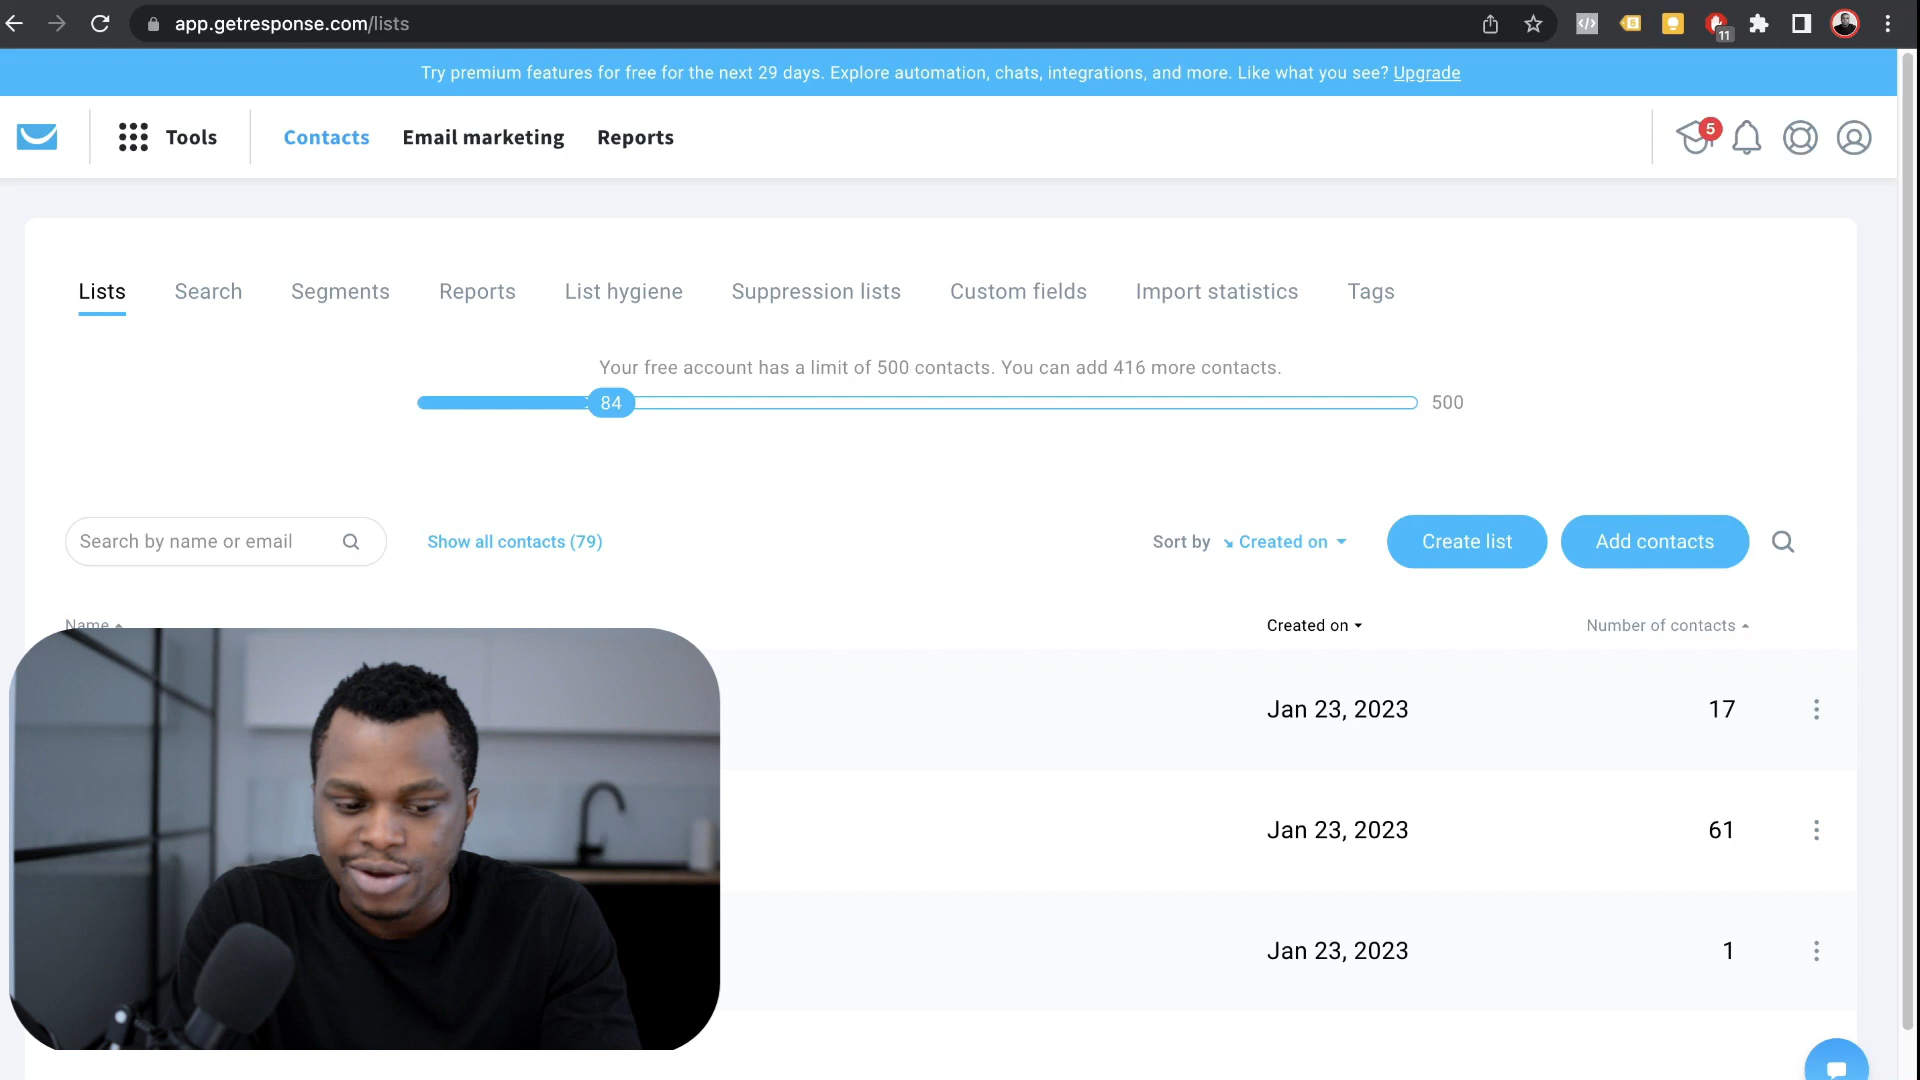 app.getresponse.com/lists
11
Try premium features for free for the next 29 days. Explore automation, chats, integrations, and more. Like what you see? Upgrade
Tools
Contacts
Email marketing
Reports
5
Lists
Search
Segments
Reports
List hygiene
Suppression lists
Custom fields
Import statistics
Tags
Your free account has a limit of 500 contacts. You can add 416 more contacts.
84
500
Search by name or email
Show all contacts (79)
Sort by
Created on
Create list
Add contacts
Name
Created on
Number of contacts
Jan 23, 2023
17
Jan 23, 2023
61
Jan 23, 2023
1